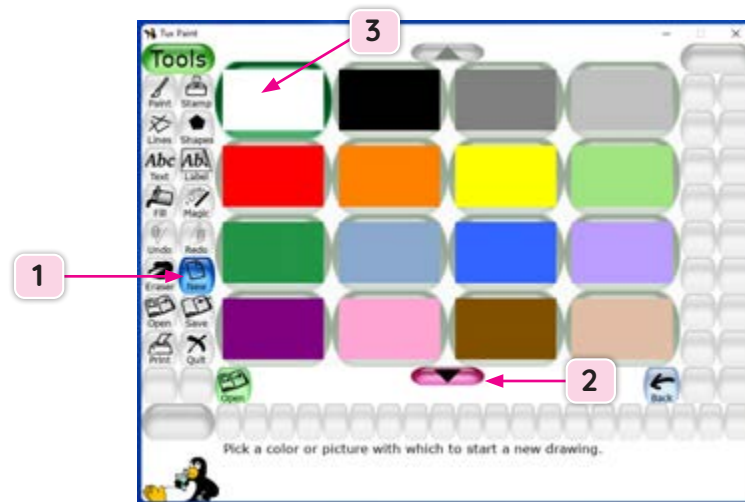 Tux Paint
3
Tools
Paint Stamp
Lines Shapes
Abc Abc
Text Label
Fill Magic
Undo Redo
1
Eraser New
Open Save
Print Quit
2
Open
Back
Pick a color or picture with which to start a new drawing.